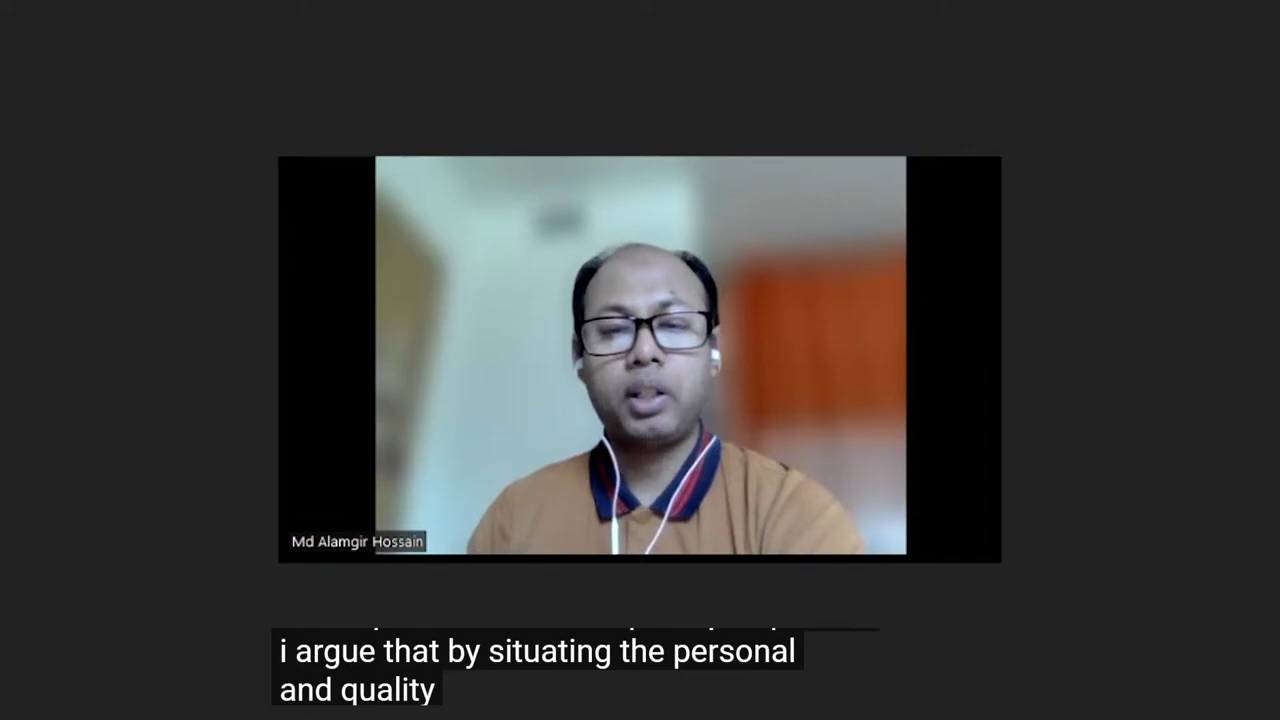 Md Alamgir Hossain
i argue that by situating the personal
and quality